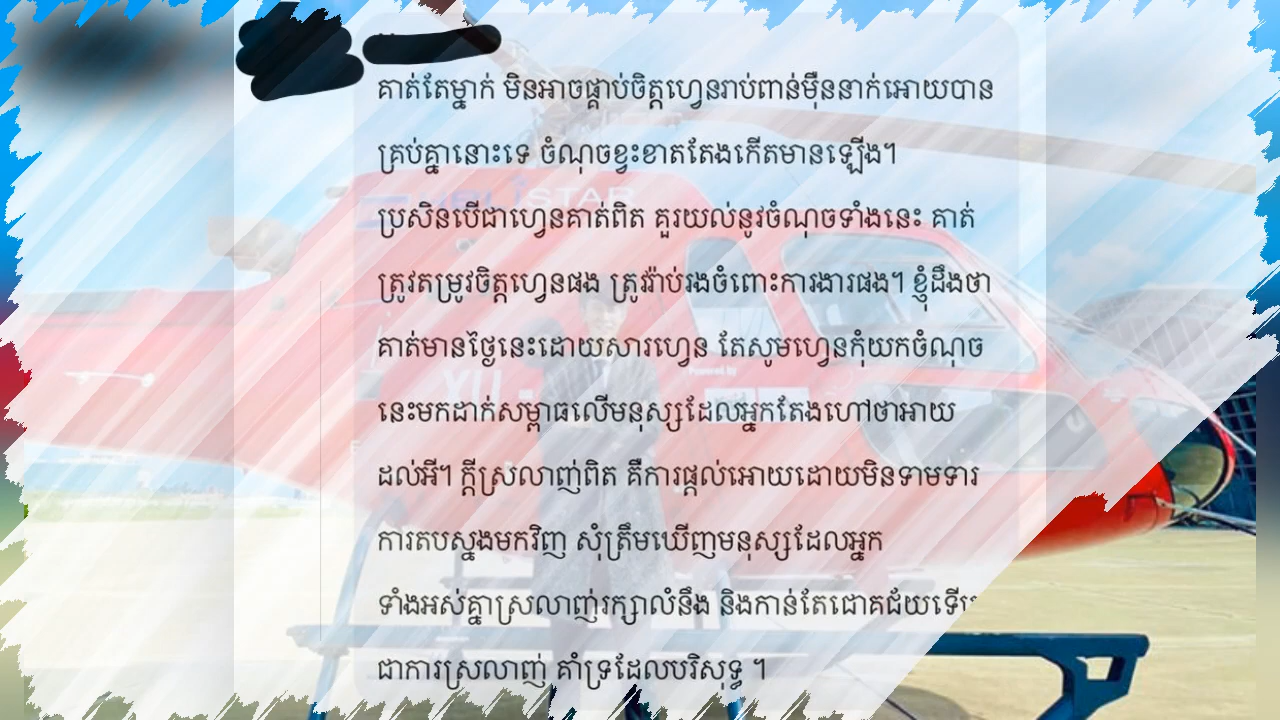 គាត់តែម្នាក់ មិនអាចផ្គាប់ចិត្តហ្វេនរាប់ពាន់ម៉ឺននាក់អោយបាន
គ្រប់គ្នានោះទេ ចំណុចខ្វះខាតតែងកើតមានឡើង។
ប្រសិនបើជាហ្វេនគាត់ពិត គួរយល់នូវចំណុចទាំងនេះ គាត់
ត្រូវតម្រូវចិត្តហ្វេនផង ត្រូវរ៉ាប់រងចំពោះការងារផង។ ខ្ញុំដឹងថា
គាត់មានថ្ងៃនេះដោយសារហ្វេន តែសូមហ្វេនកុំយកចំណុច
នេះមកដាក់សម្ពាធលើមនុស្សដែលអ្នកតែងហៅថាអាយ
ដល់អី។ ក្ដីស្រលាញ់ពិត គឺការផ្ដល់អោយដោយមិនទាមទារ
ការតបស្នងមកវិញ សុំត្រឹមឃើញមនុស្សដែលអ្នក
ទាំងអស់គ្នាស្រលាញ់រក្សាលំនឹង និងកាន់តែជោគជ័យ
ជាការស្រលាញ់ គាំទ្រដែលបរិសុទ្ធ ។
HELISTAR
Powered by
XU-